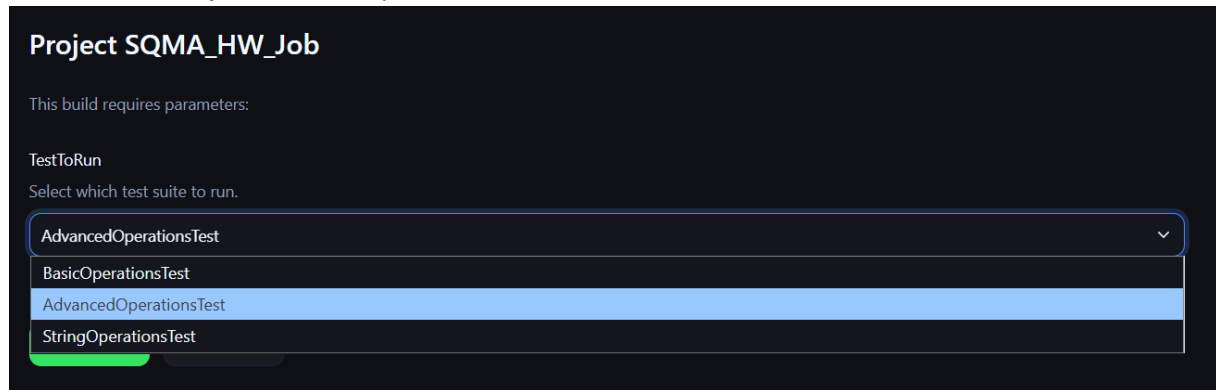 Project SQMA_HW_Job
This build requires parameters:
TestToRun
Select which test suite to run.
AdvancedOperationsTest
BasicOperationsTest
AdvancedOperationsTest
StringOperationsTest